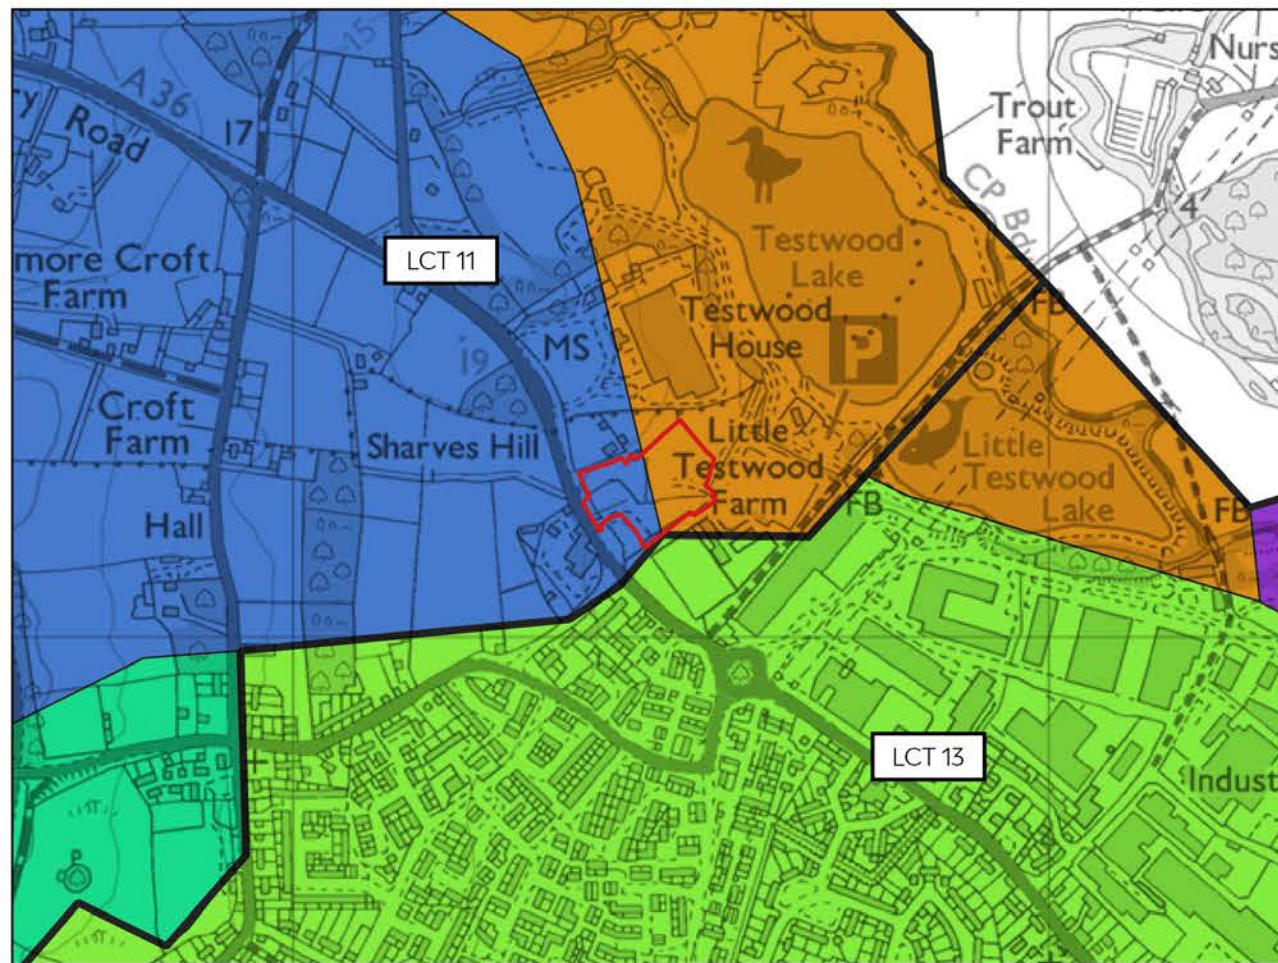 A 36
Road
17
15
LCT 11
Nurs
Trout
Farm
CP Bdy
4
Testwood
Lake
more Croft
Farm
Testwood
House
MS
19
P
FB
Croft
Farm
Sharves Hill
Little
Testwood
Farm
Little
Testwood
Lake
Hall
FB
FB
LCT 13
Indust